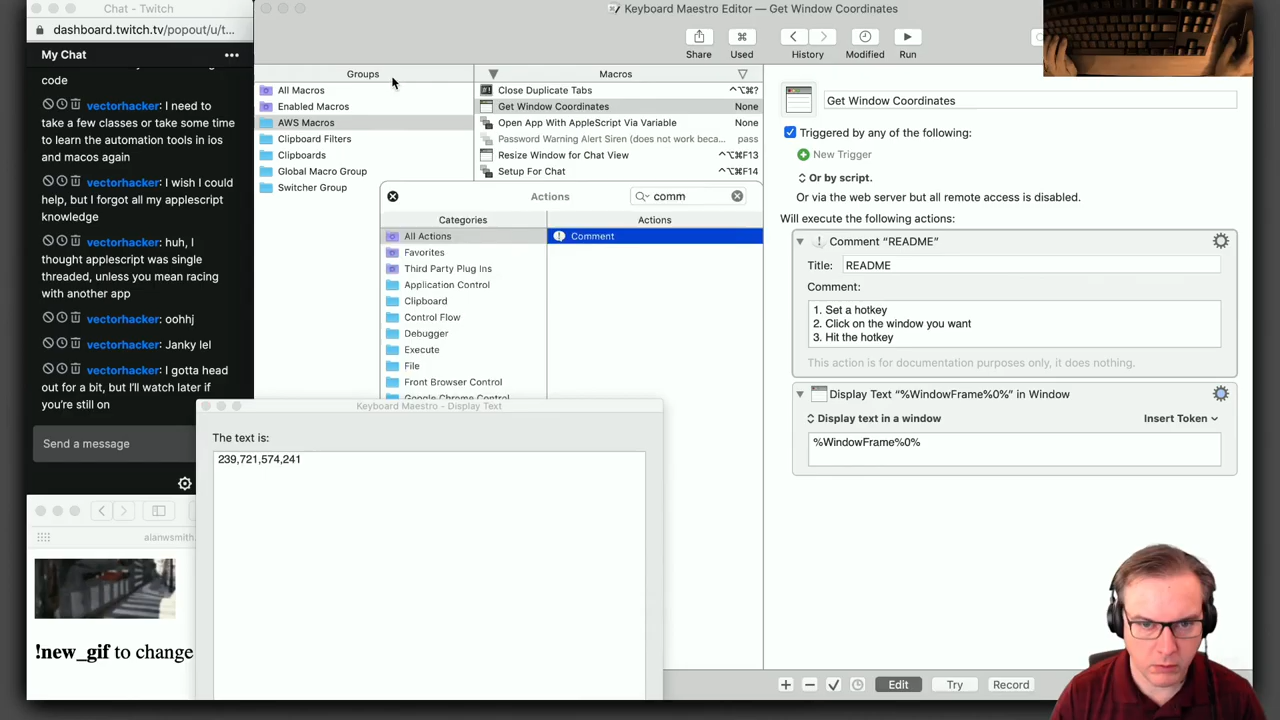 Chat - Twitch
dashboard.twitch.tv/popout/u/t...
My Chat
code
vectorhacker: I need to
take a few classes or take some time
to learn the automation tools in ios
and macos again
vectorhacker: I wish I could
help, but I forgot all my applescript
knowledge
vectorhacker: huh, I
thought applescript was single
threaded, unless you mean racing
with another app
vectorhacker: oohhj
vectorhacker: Janky lel
vectorhacker: I gotta head
out for a bit, but I'll watch later if
you're still on
Send a message
alanwsmith.
!new_gif to change
Keyboard Maestro Editor — Get Window Coordinates
Share
Used
History
Modified
Run
Groups
All Macros
Enabled Macros
AWS Macros
Clipboard Filters
Clipboards
Global Macro Group
Switcher Group
Macros
Close Duplicate Tabs ^⌥⌘?
Get Window Coordinates None
Open App With AppleScript Via Variable None
Password Warning Alert Siren (does not work beca... pass
Resize Window for Chat View ^⌥⌘F13
Setup For Chat ^⌥⌘F14
Actions
comm
Categories
Actions
All Actions
Comment
Favorites
Third Party Plug Ins
Application Control
Clipboard
Control Flow
Debugger
Execute
File
Front Browser Control
Google Chrome Control
Keyboard Maestro - Display Text
The text is:
239,721,574,241
Get Window Coordinates
Triggered by any of the following:
New Trigger
Or by script.
Or via the web server but all remote access is disabled.
Will execute the following actions:
Comment “README”
Title: README
Comment:
1. Set a hotkey
2. Click on the window you want
3. Hit the hotkey
This action is for documentation purposes only, it does nothing.
Display Text “%WindowFrame%0%” in Window
Display text in a window
Insert Token
%WindowFrame%0%
Edit
Try
Record